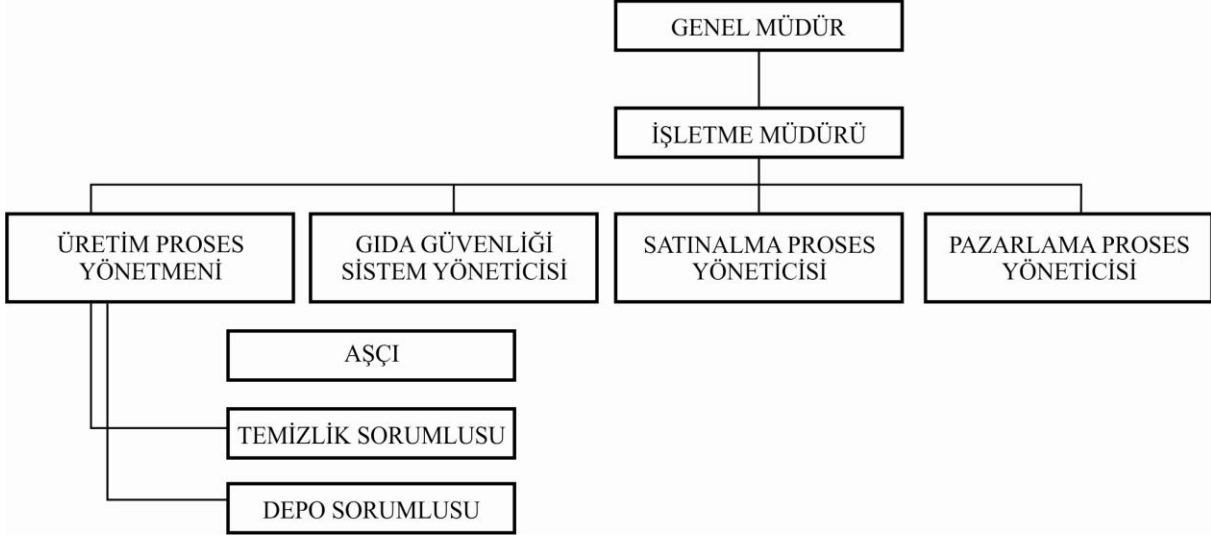 GENEL MÜDÜR
İŞLETME MÜDÜRÜ
ÜRETİM PROSES
YÖNETMENİ
GIDA GÜVENLİĞİ
SİSTEM YÖNETİCİSİ
SATINALMA PROSES
YÖNETİCİSİ
PAZARLAMA PROSES
YÖNETİCİSİ
AŞÇI
TEMİZLİK SORUMLUSU
DEPO SORUMLUSU